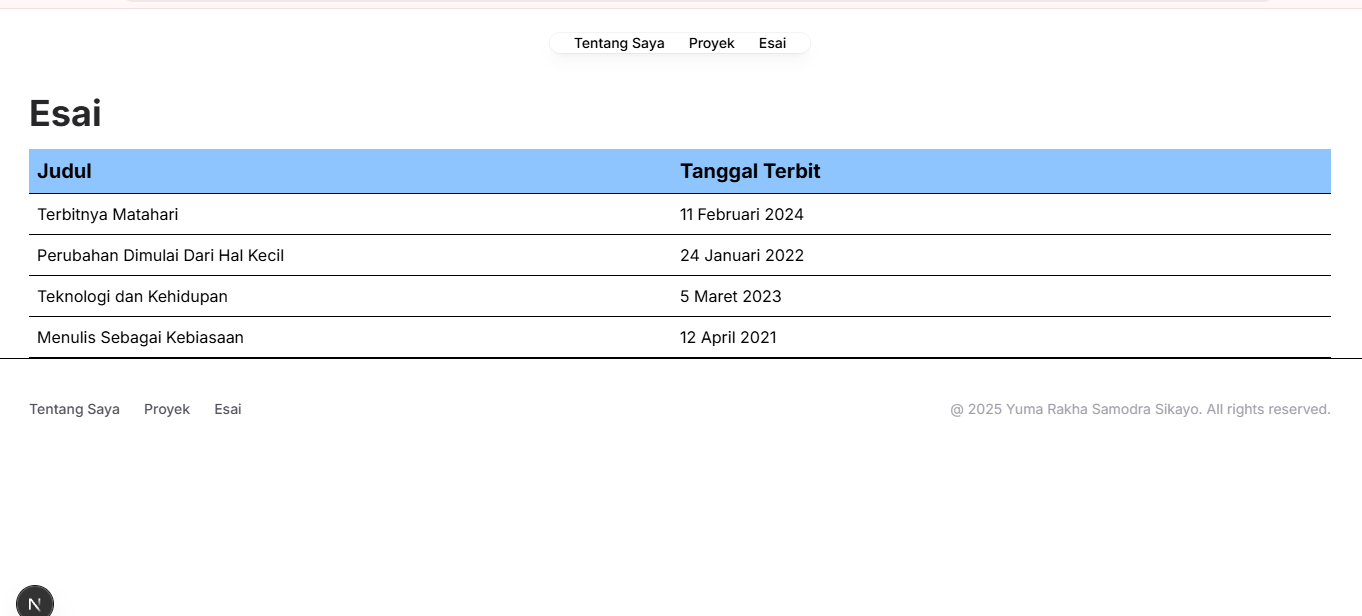 Tentang Saya Proyek Esai
Esai
Judul Tanggal Terbit
Terbitnya Matahari 11 Februari 2024
Perubahan Dimulai Dari Hal Kecil 24 Januari 2022
Teknologi dan Kehidupan 5 Maret 2023
Menulis Sebagai Kebiasaan 12 April 2021
Tentang Saya Proyek Esai @ 2025 Yuma Rakha Samodra Sikayo. All rights reserved.
N